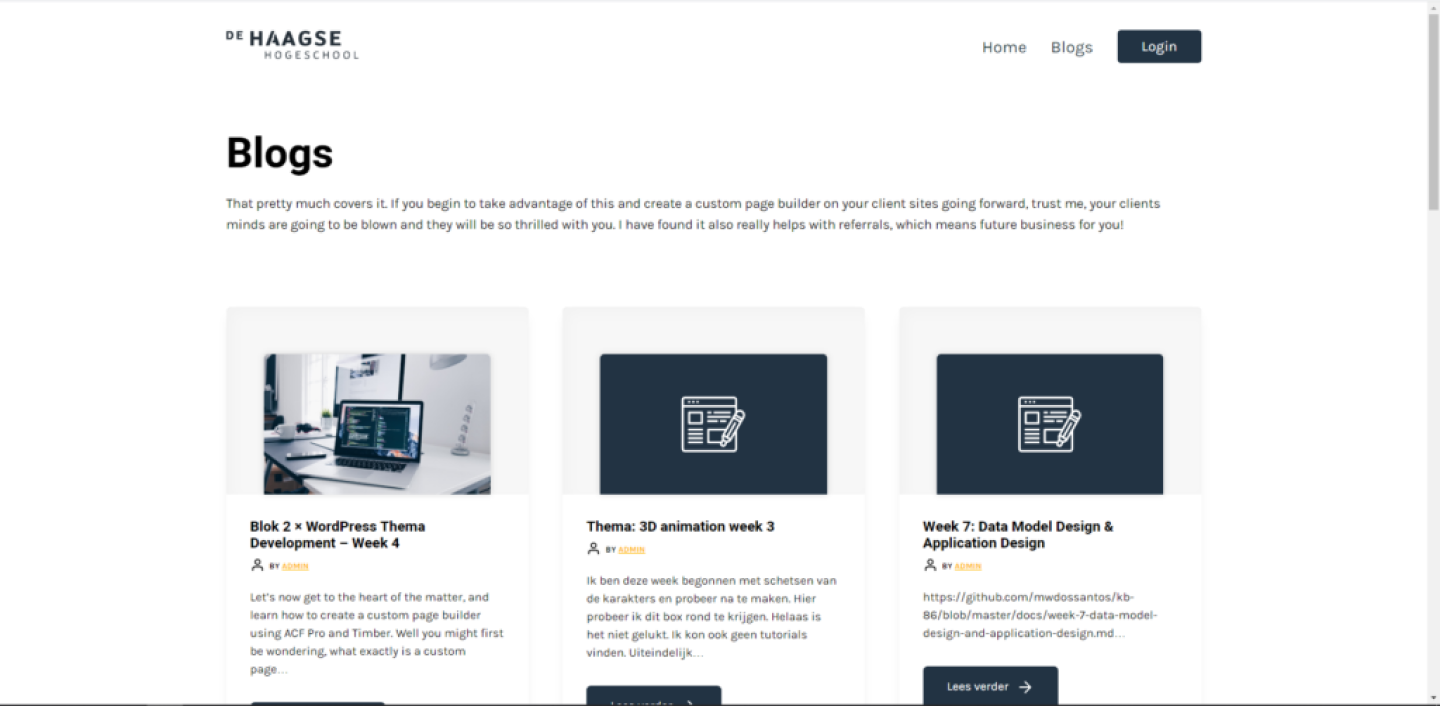 DE HAAGSE
HOGESCHOOL
Home Blogs Login
Blogs
That pretty much covers it. If you begin to take advantage of this and create a custom page builder on your client sites going forward, trust me, your clients
minds are going to be blown and they will be so thrilled with you. I have found it also really helps with referrals, which means future business for you!
Blok 2 × WordPress Thema
Development – Week 4
BY ADMIN
Let's now get to the heart of the matter, and
learn how to create a custom page builder
using ACF Pro and Timber. Well you might first
be wondering, what exactly is a custom
page...
Thema: 3D animation week 3
BY ADMIN
Ik ben deze week begonnen met schetsen van
de karakters en probeer na te maken. Hier
probeer ik dit box rond te krijgen. Helaas is
het niet gelukt. Ik kon ook geen tutorials
vinden. Uiteindelijk...
Lees verder
Week 7: Data Model Design &
Application Design
BY ADMIN
https://github.com/mwdossantos/kb-
86/blob/master/docs/week-7-data-model-
design-and-application-design.md...
Lees verder